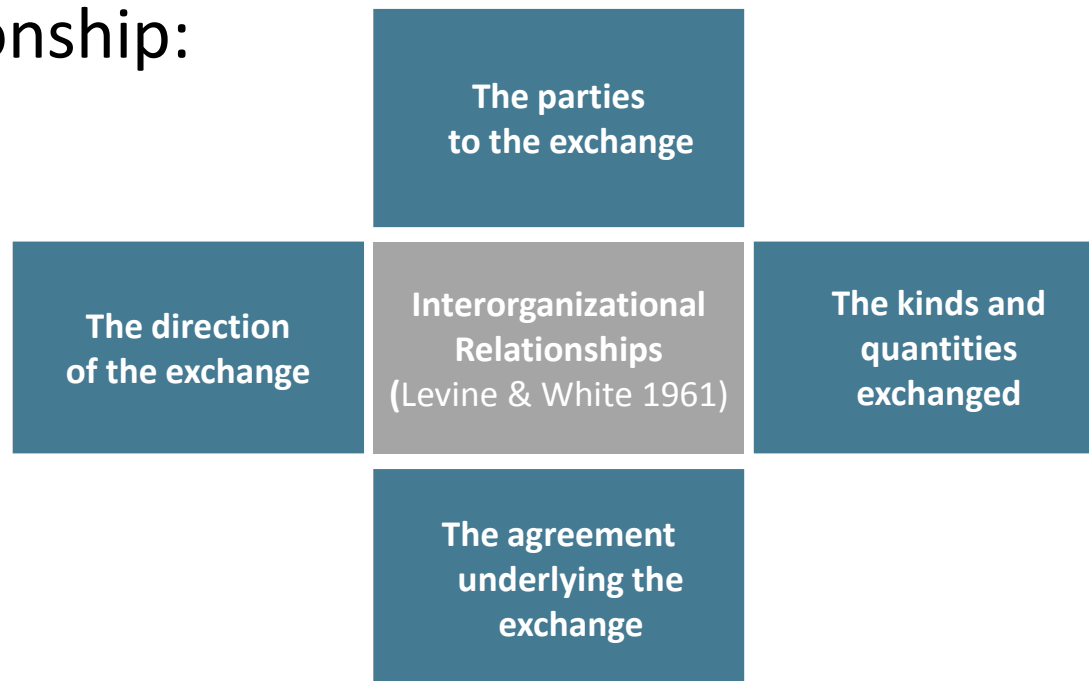 onship:
The parties
to the exchange
The direction
of the exchange
Interorganizational
Relationships
(Levine & White 1961)
The kinds and
quantities
exchanged
The agreement
underlying the
exchange